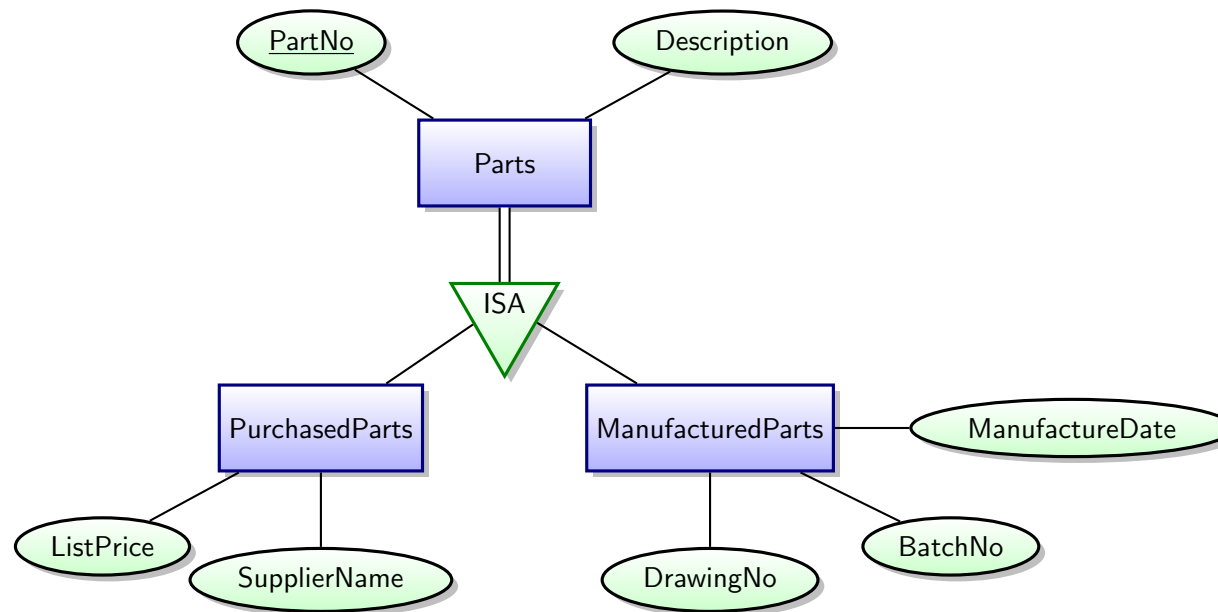 PartNo
Description
Parts
ISA
PurchasedParts
ManufacturedParts
ManufactureDate
ListPrice
SupplierName
DrawingNo
BatchNo